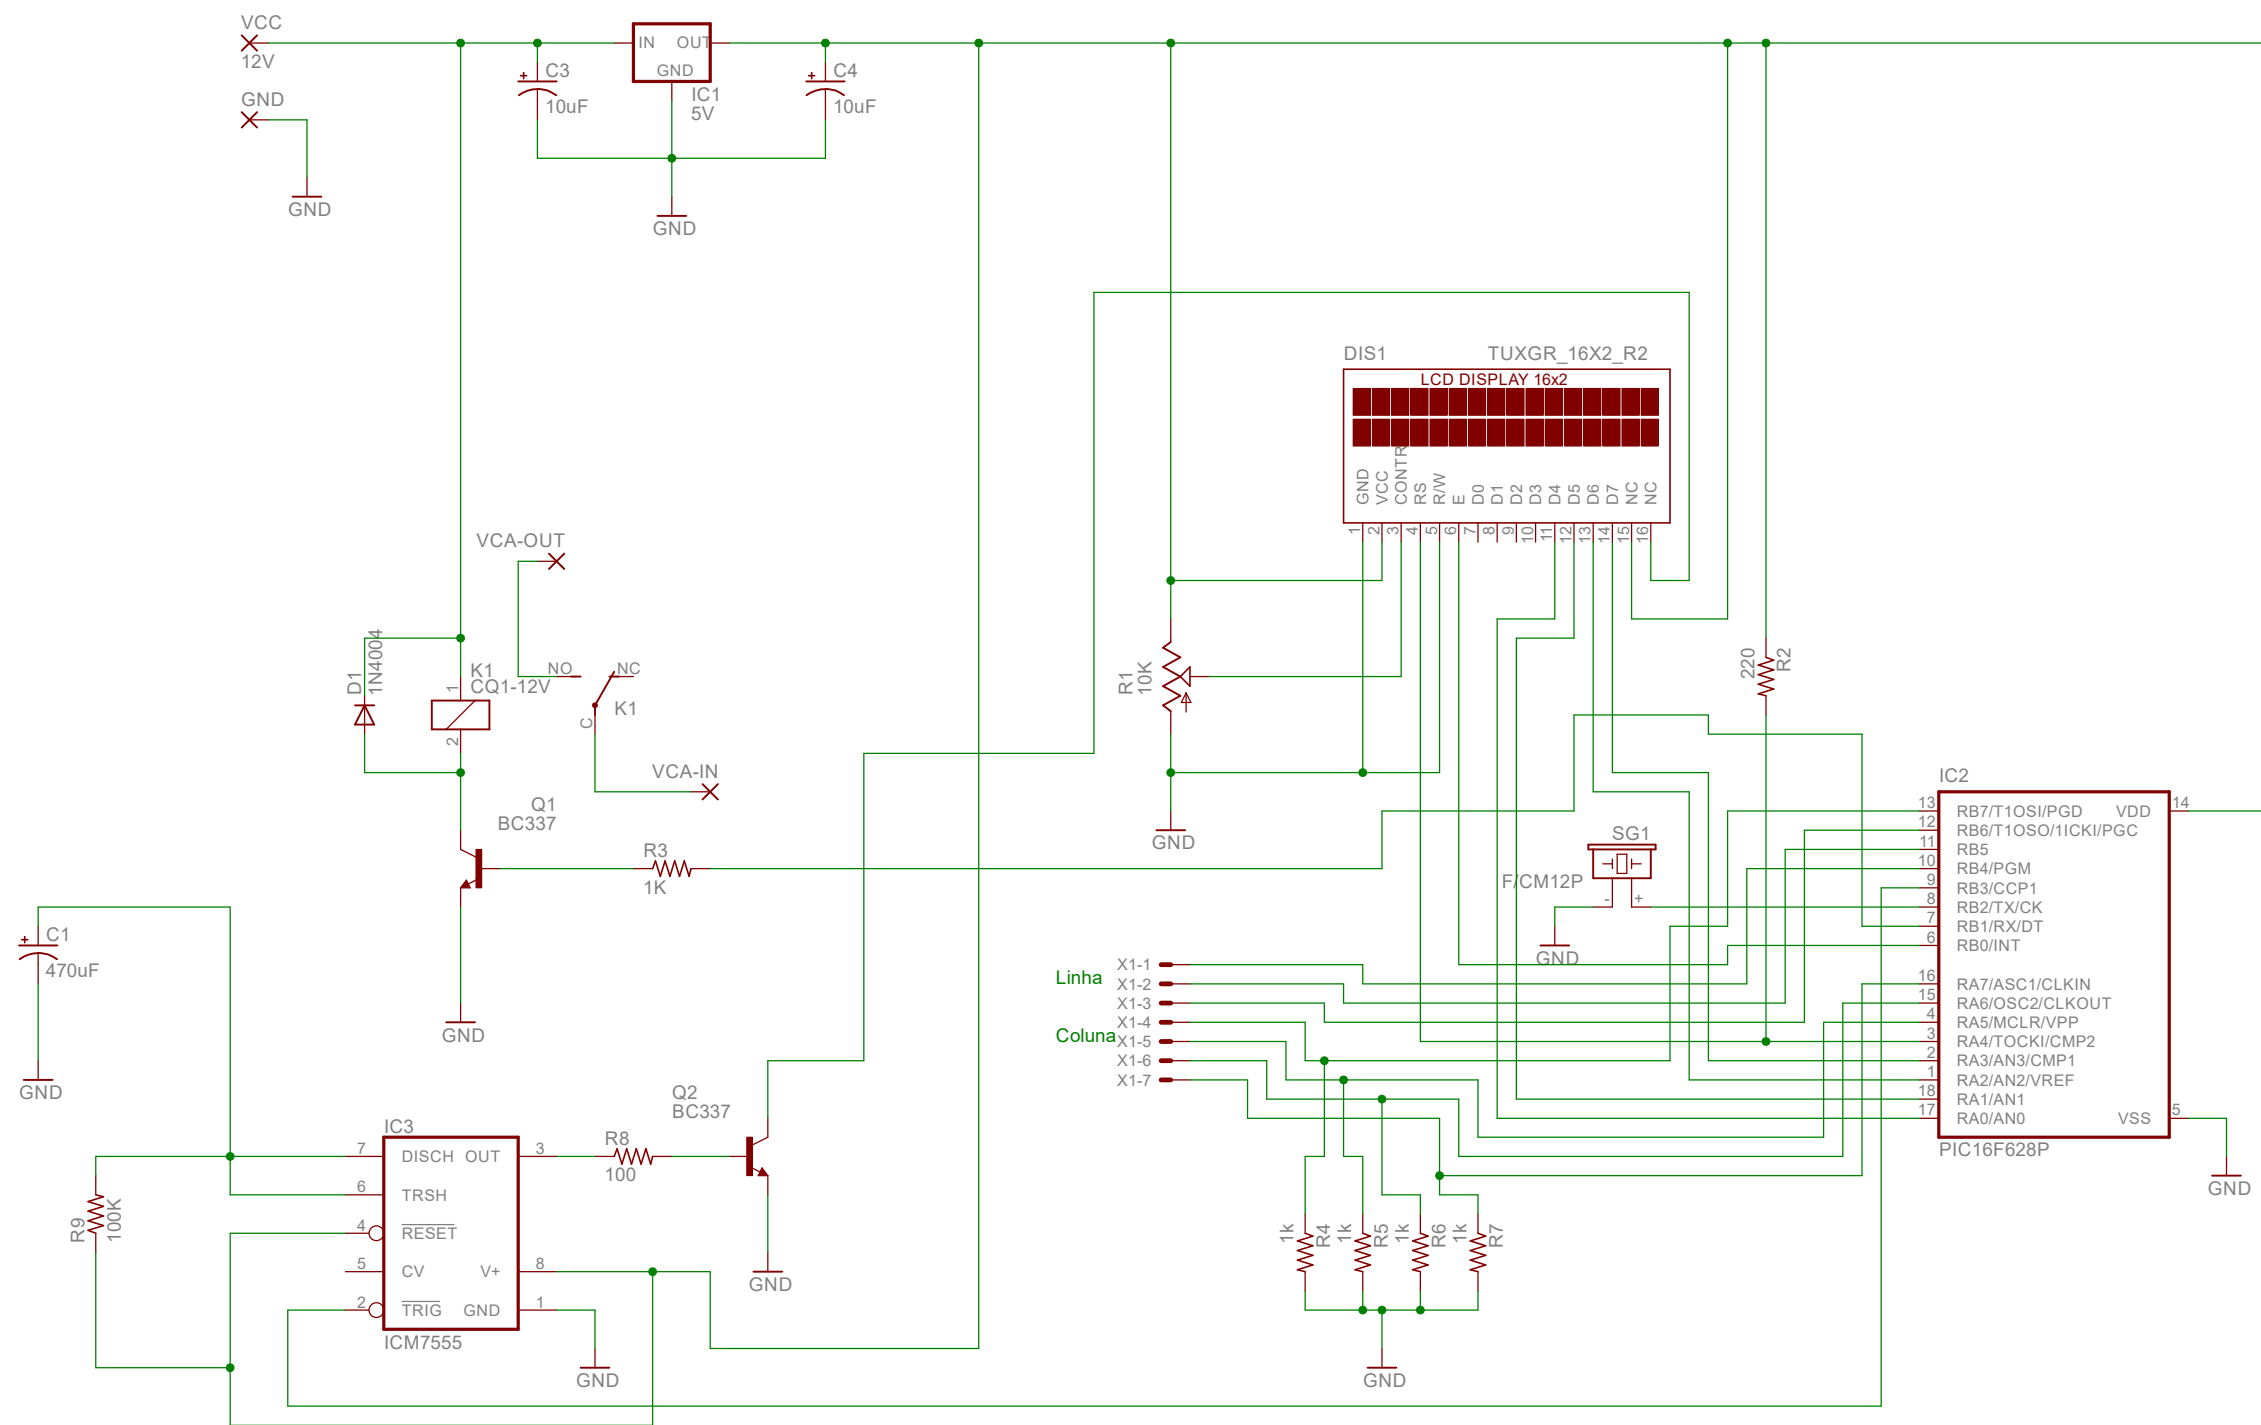 VCC
12V
GND
GND
C3
10uF
IN OUT
GND
IC1
5V
C4
10uF
GND
DIS1 TUXGR_16X2_R2
LCD DISPLAY 16x2
GND
VCC
CONTR
RS
R/W
E
D0
D1
D2
D3
D4
D5
D6
D7
NC
NC
1
2
3
4
5
6
7
8
9
10
11
12
13
14
15
16
VCA-OUT
D1
1N4004
K1
CQ1-12V
1
2
NO
NC
C
K1
VCA-IN
Q1
BC337
R3
1K
GND
R1
10K
GND
220
R2
SG1
F/CM12P
- +
GND
IC2
13 RB7/T1OSI/PGD VDD 14
12 RB6/T1OSO/1ICKI/PGC
11 RB5
10 RB4/PGM
9 RB3/CCP1
8 RB2/TX/CK
7 RB1/RX/DT
6 RB0/INT
16 RA7/ASC1/CLKIN
15 RA6/OSC2/CLKOUT
4 RA5/MCLR/VPP
3 RA4/TOCKI/CMP2
2 RA3/AN3/CMP1
1 RA2/AN2/VREF
18 RA1/AN1
17 RA0/AN0 VSS 5
PIC16F628P
GND
Linha
Coluna
X1-1
X1-2
X1-3
X1-4
X1-5
X1-6
X1-7
1k
R4
1k
R5
1k
R6
1k
R7
GND
C1
470uF
GND
R9
100K
IC3
7 DISCH OUT 3
6 TRSH
4 RESET
5 CV V+ 8
2 TRIG GND 1
ICM7555
GND
R8
100
Q2
BC337
GND